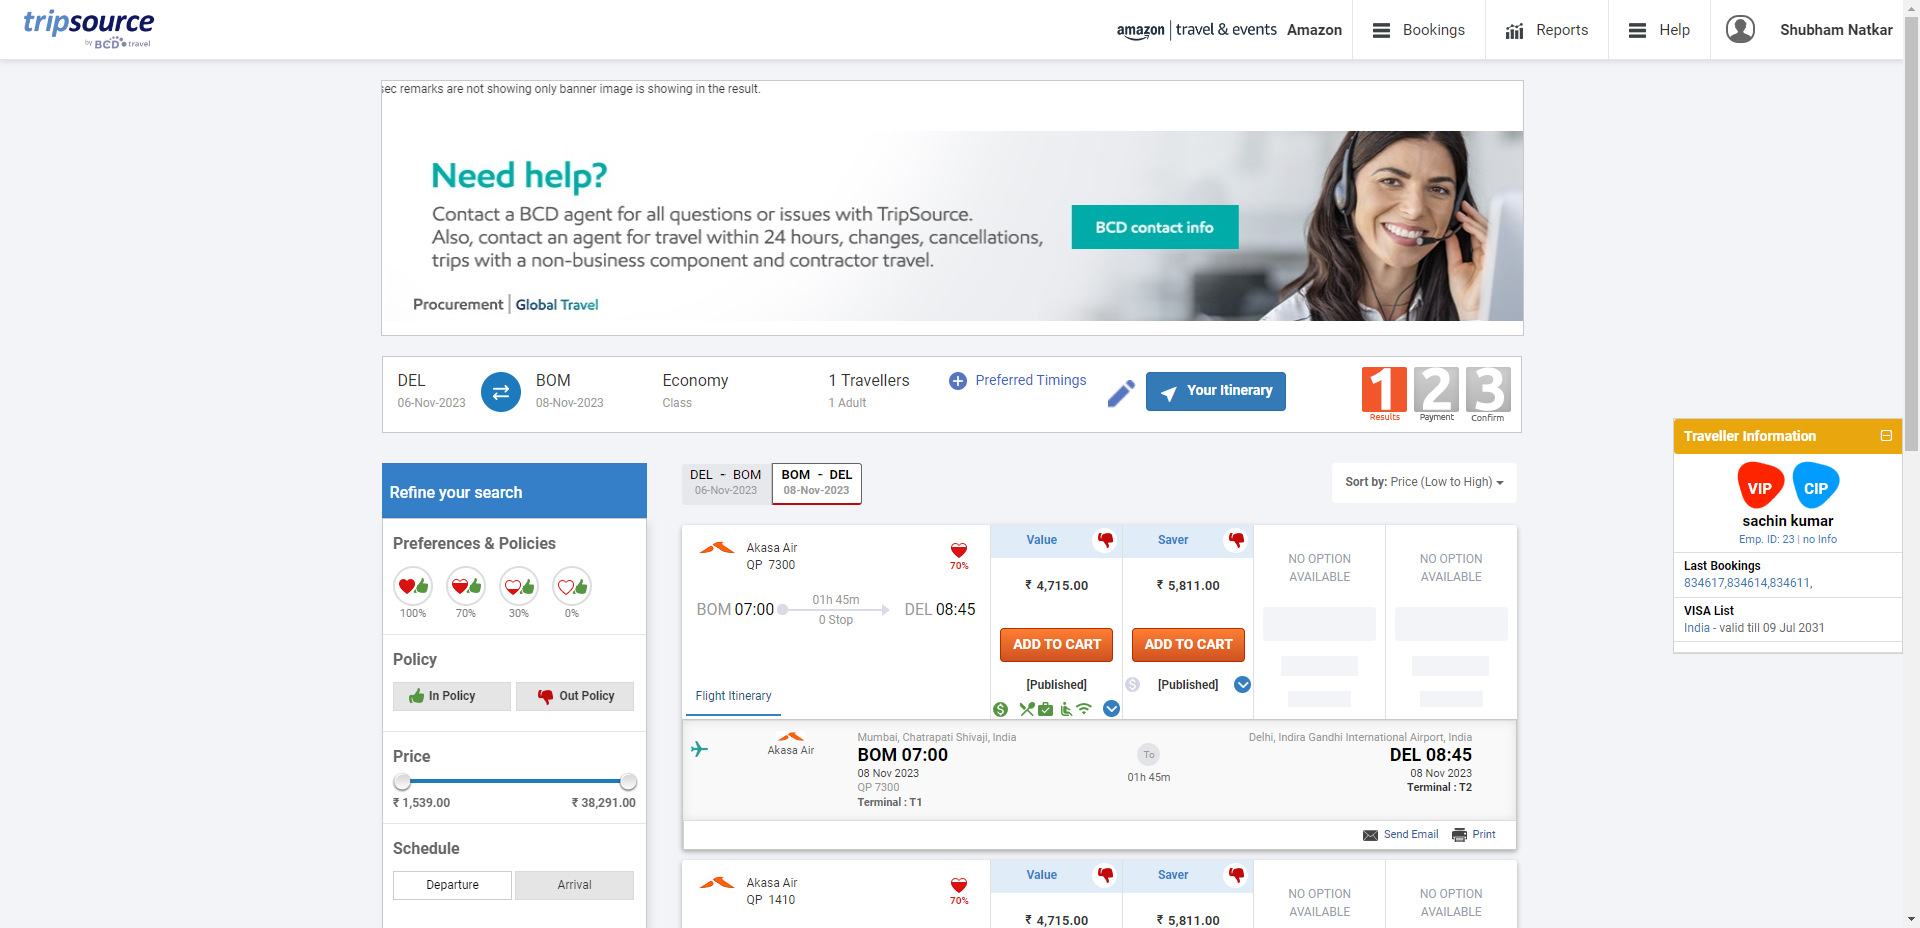 tripsource
by BCD travel
amazon travel & events Amazon
Bookings
Reports
Help
Shubham Natkar
sec remarks are not showing only banner image is showing in the result.
Need help?
Contact a BCD agent for all questions or issues with TripSource.
Also, contact an agent for travel within 24 hours, changes, cancellations,
trips with a non-business component and contractor travel.
BCD contact info
Procurement Global Travel
DEL
06-Nov-2023
BOM
08-Nov-2023
Economy
Class
1 Travellers
1 Adult
Preferred Timings
Your Itinerary
1 Results
2 Payment
3 Confirm
Traveller Information
VIP CIP
sachin kumar
Emp. ID: 23 | no Info
Last Bookings
834617,834614,834611,
VISA List
India - valid till 09 Jul 2031
Refine your search
Preferences & Policies
100% 70% 30% 0%
Policy
In Policy Out Policy
Price
₹ 1,539.00 ₹ 38,291.00
Schedule
Departure Arrival
DEL - BOM
06-Nov-2023
BOM - DEL
08-Nov-2023
Sort by: Price (Low to High)
Akasa Air
QP 7300
70%
BOM 07:00
01h 45m
0 Stop
DEL 08:45
Flight Itinerary
Value
₹ 4,715.00
ADD TO CART
[Published]
Saver
₹ 5,811.00
ADD TO CART
[Published]
NO OPTION
AVAILABLE
NO OPTION
AVAILABLE
Akasa Air
Mumbai, Chatrapati Shivaji, India
BOM 07:00
08 Nov 2023
QP 7300
Terminal : T1
To
01h 45m
Delhi, Indira Gandhi International Airport, India
DEL 08:45
08 Nov 2023
Terminal : T2
Send Email Print
Akasa Air
QP 1410
70%
Value
₹ 4,715.00
Saver
₹ 5,811.00
NO OPTION
AVAILABLE
NO OPTION
AVAILABLE